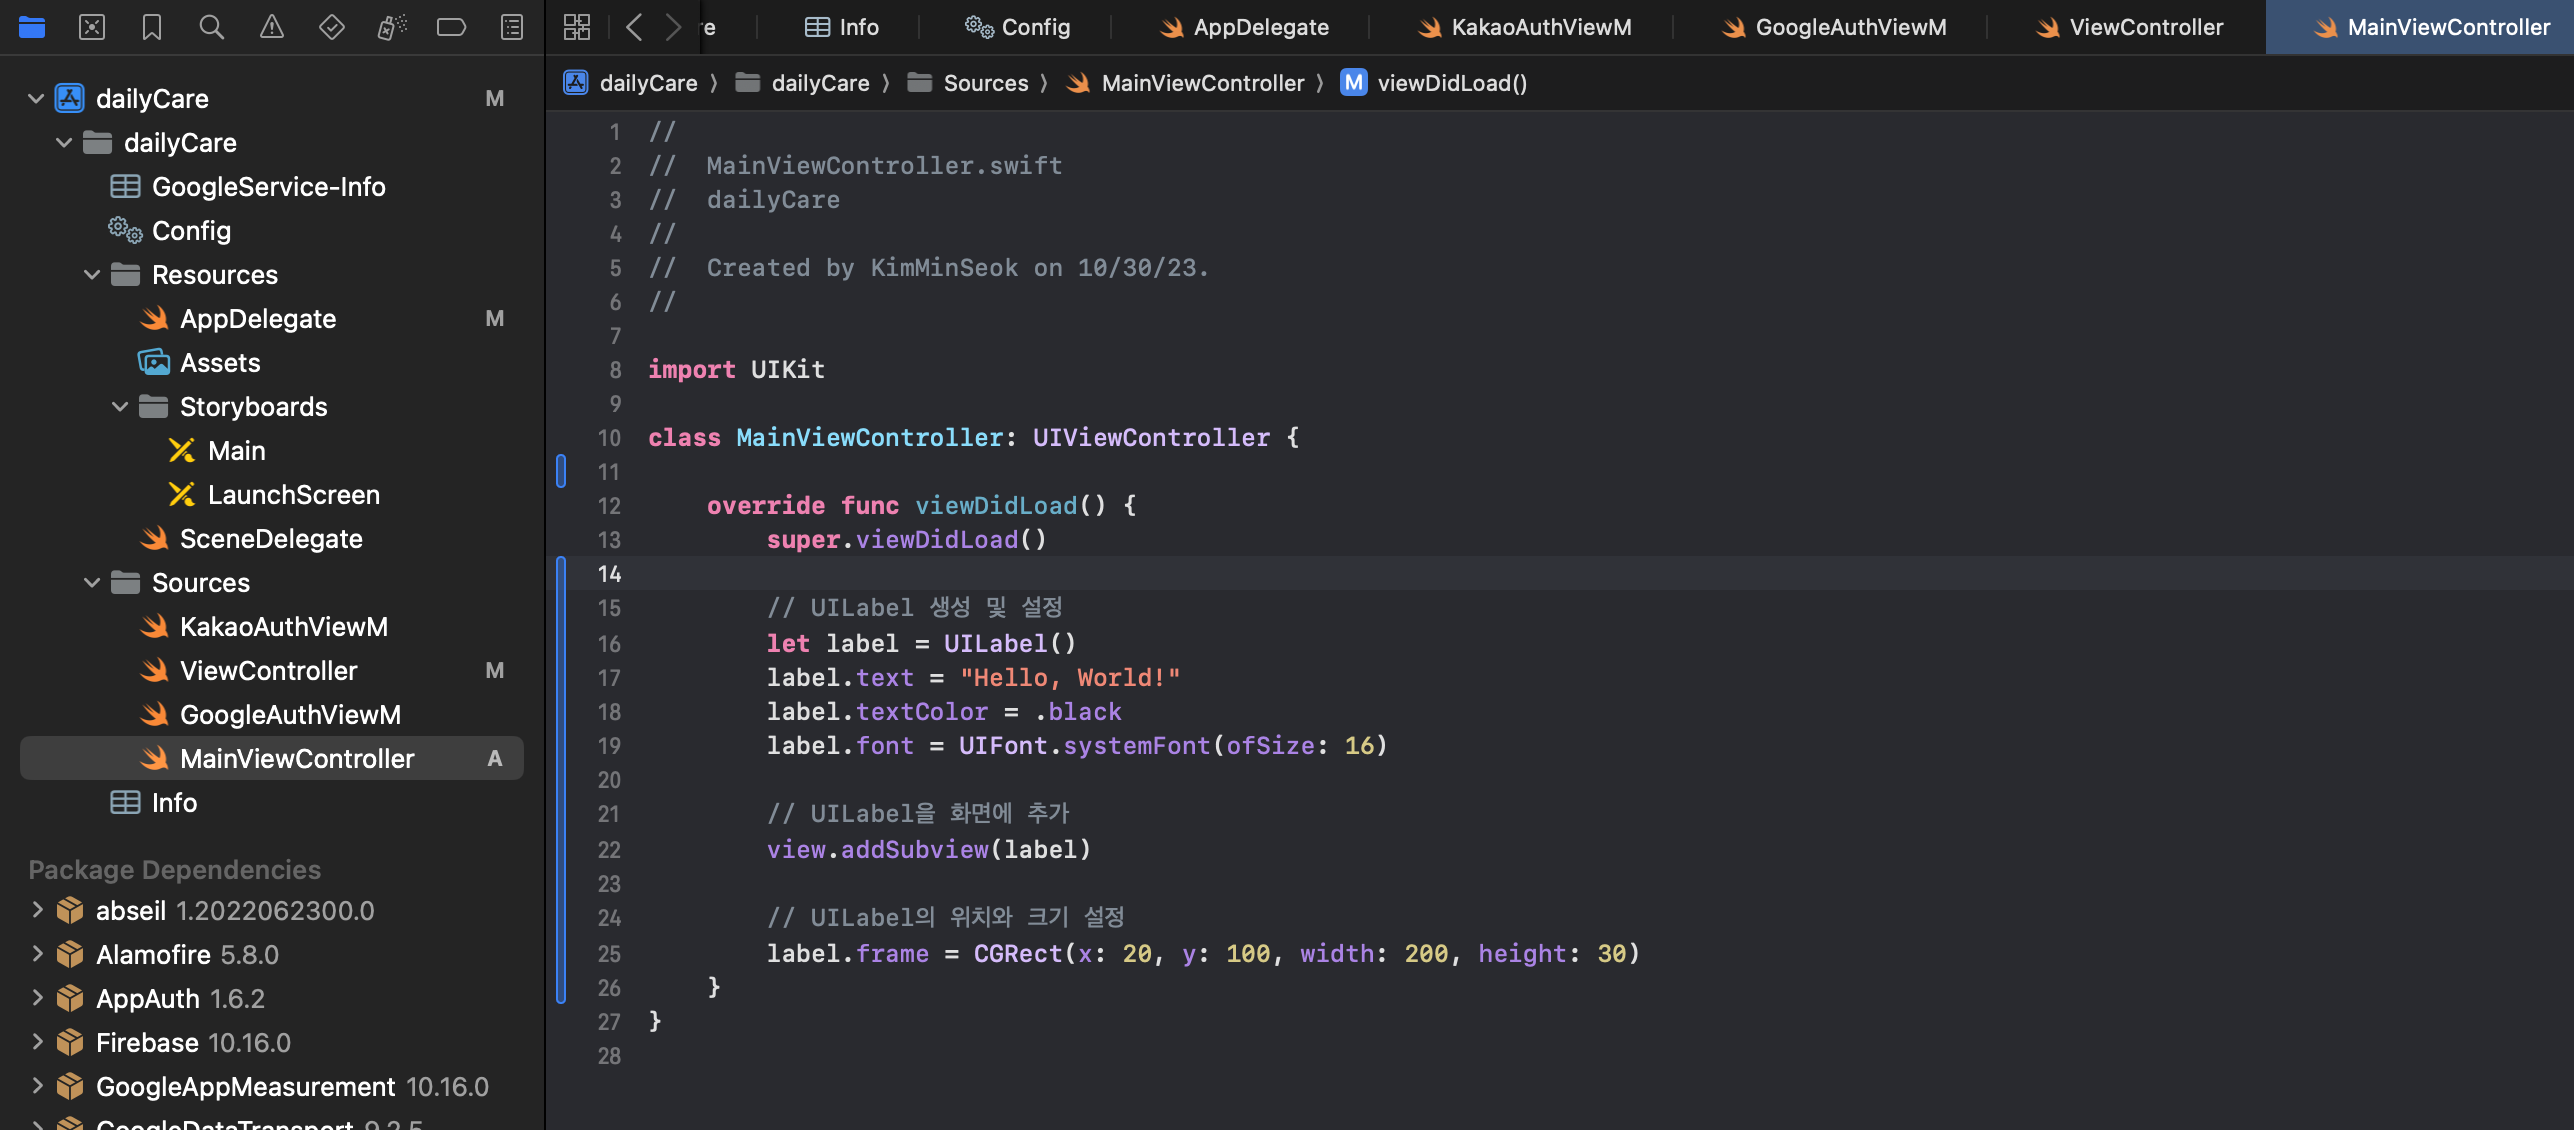 Info
Config
AppDelegate
KakaoAuthViewM
GoogleAuthViewM
ViewController
MainViewController
dailyCare 〉 dailyCare 〉 Sources 〉 MainViewController 〉 M viewDidLoad()
dailyCare M
dailyCare
GoogleService-Info
Config
Resources
AppDelegate M
Assets
Storyboards
Main
LaunchScreen
SceneDelegate
Sources
KakaoAuthViewM
ViewController M
GoogleAuthViewM
MainViewController A
Info
Package Dependencies
abseil 1.2022062300.0
Alamofire 5.8.0
AppAuth 1.6.2
Firebase 10.16.0
GoogleAppMeasurement 10.16.0
GoogleDataTransport 9.2.5
1 //
2 //  MainViewController.swift
3 //  dailyCare
4 //
5 //  Created by KimMinSeok on 10/30/23.
6 //
7
8 import UIKit
9
10 class MainViewController: UIViewController {
11
12     override func viewDidLoad() {
13         super.viewDidLoad()
14
15         // UILabel 생성 및 설정
16         let label = UILabel()
17         label.text = "Hello, World!"
18         label.textColor = .black
19         label.font = UIFont.systemFont(ofSize: 16)
20
21         // UILabel을 화면에 추가
22         view.addSubview(label)
23
24         // UILabel의 위치와 크기 설정
25         label.frame = CGRect(x: 20, y: 100, width: 200, height: 30)
26     }
27 }
28